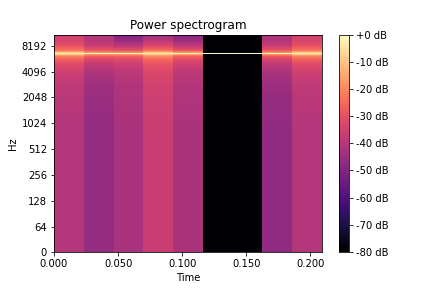 Power spectrogram
Hz
8192
4096
2048
1024
512
256
128
64
0
0.000 0.050 0.100 0.150 0.200
Time
+0 dB
-10 dB
-20 dB
-30 dB
-40 dB
-50 dB
-60 dB
-70 dB
-80 dB